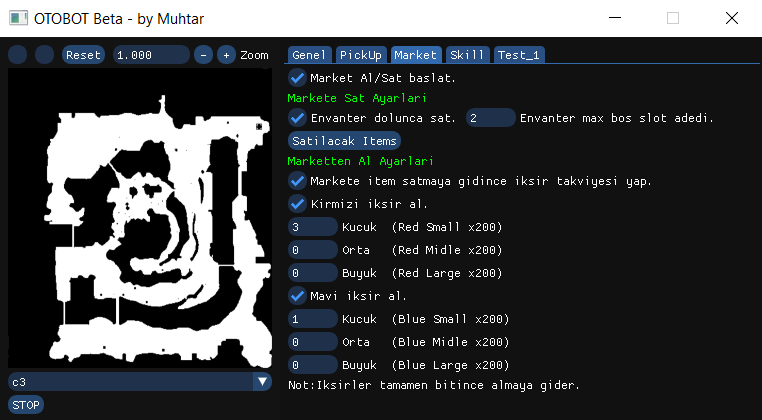 OTOBOT Beta - by Muhtar
Reset 1.000 - + Zoom
Genel PickUp Market Skill Test_1
Market Al/Sat baslat.
Markete Sat Ayarlari
Envanter dolunca sat. 2 Envanter max bos slot adedi.
Satilacak Items
Marketten Al Ayarlari
Markete item satmaya gidince iksir takviyesi yap.
Kirmizi iksir al.
3 Kucuk (Red Small x200)
0 Orta (Red Midle x200)
0 Buyuk (Red Large x200)
Mavi iksir al.
1 Kucuk (Blue Small x200)
0 Orta (Blue Midle x200)
0 Buyuk (Blue Large x200)
Not:Iksirler tamamen bitince almaya gider.
c3
STOP